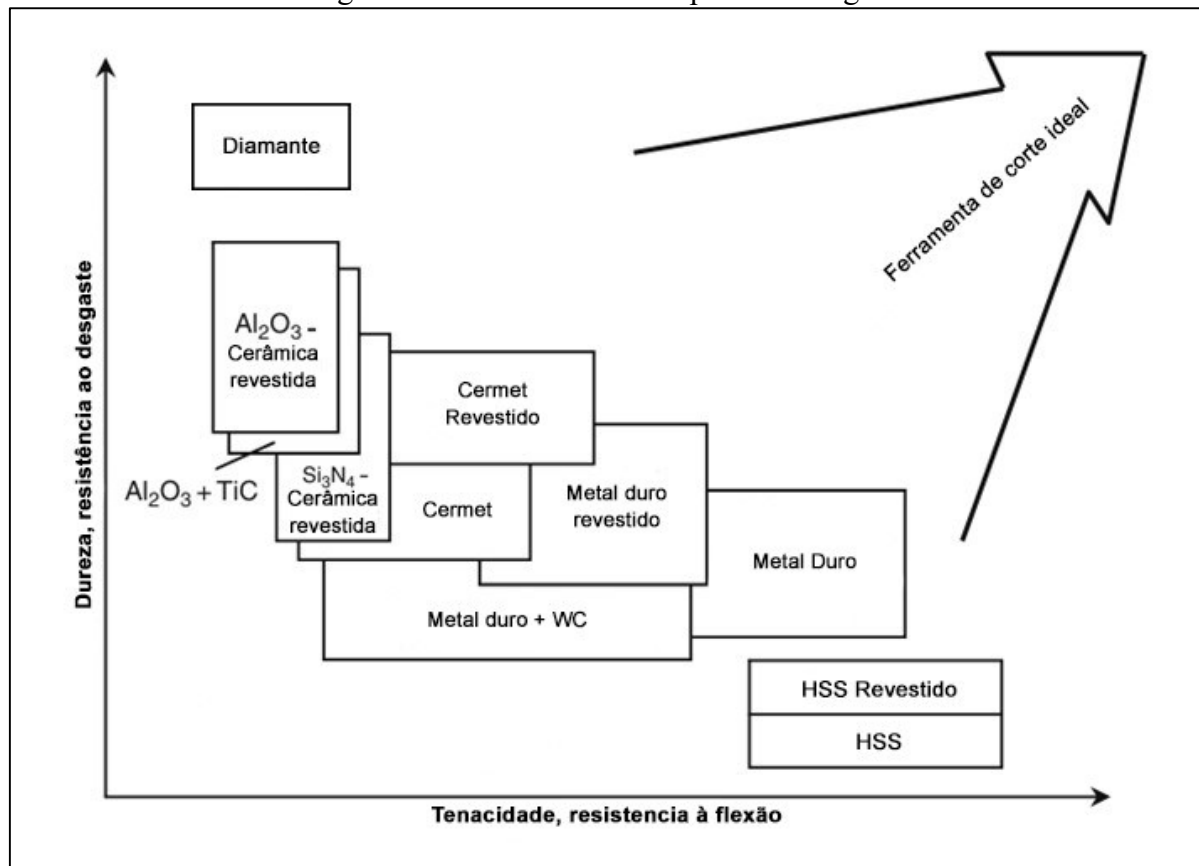 Diamante
Ferramenta de corte ideal
Dureza, resistência ao desgaste
Al₂O₃ –
Cerâmica
revestida
Al₂O₃ + TiC
Si₃N₄ –
Cerâmica
revestida
Cermet
Revestido
Cermet
Metal duro
revestido
Metal Duro
Metal duro + WC
HSS Revestido
HSS
Tenacidade, resistencia à flexão